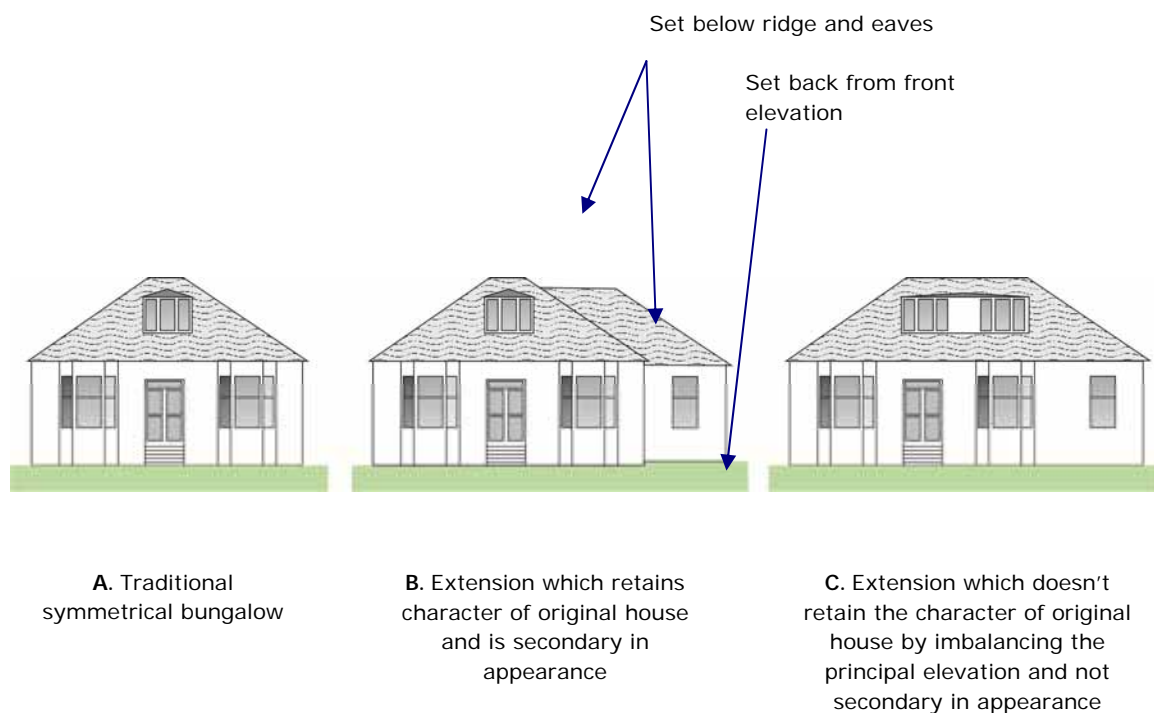 Set below ridge and eaves
Set back from front
elevation
A. Traditional
symmetrical bungalow
B. Extension which retains
character of original house
and is secondary in
appearance
C. Extension which doesn't
retain the character of original
house by imbalancing the
principal elevation and not
secondary in appearance